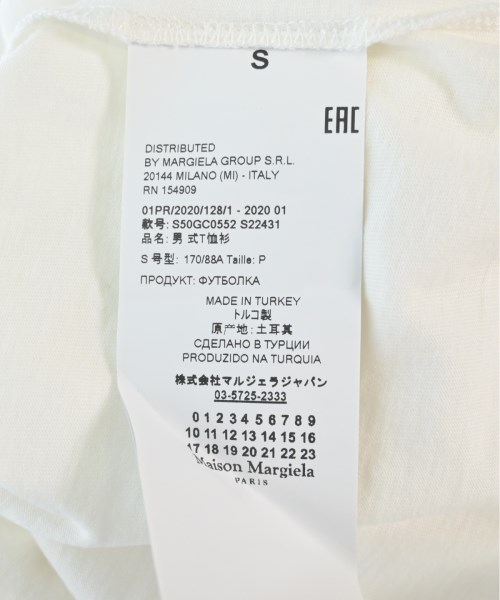 S
EAC
DISTRIBUTED
BY MARGIELA GROUP S.R.L.
20144 MILANO (MI) - ITALY
RN 154909
01PR/2020/128/1 - 2020 01
款号: S50GC0552 S22431
品名: 男 式T恤衫
S 号型: 170/88A Taille: P
ПРОДУКТ: ФУТБОЛКА
MADE IN TURKEY
トルコ製
原产地: 土耳其
СДЕЛАНО В ТУРЦИИ
PRODUZIDO NA TURQUIA
株式会社マルジェラジャパン
03-5725-2333
0 1 2 3 4 5 6 7 8 9
10 11 12 13 14 15 16
17 18 19 20 21 22 23
Maison Margiela
PARIS